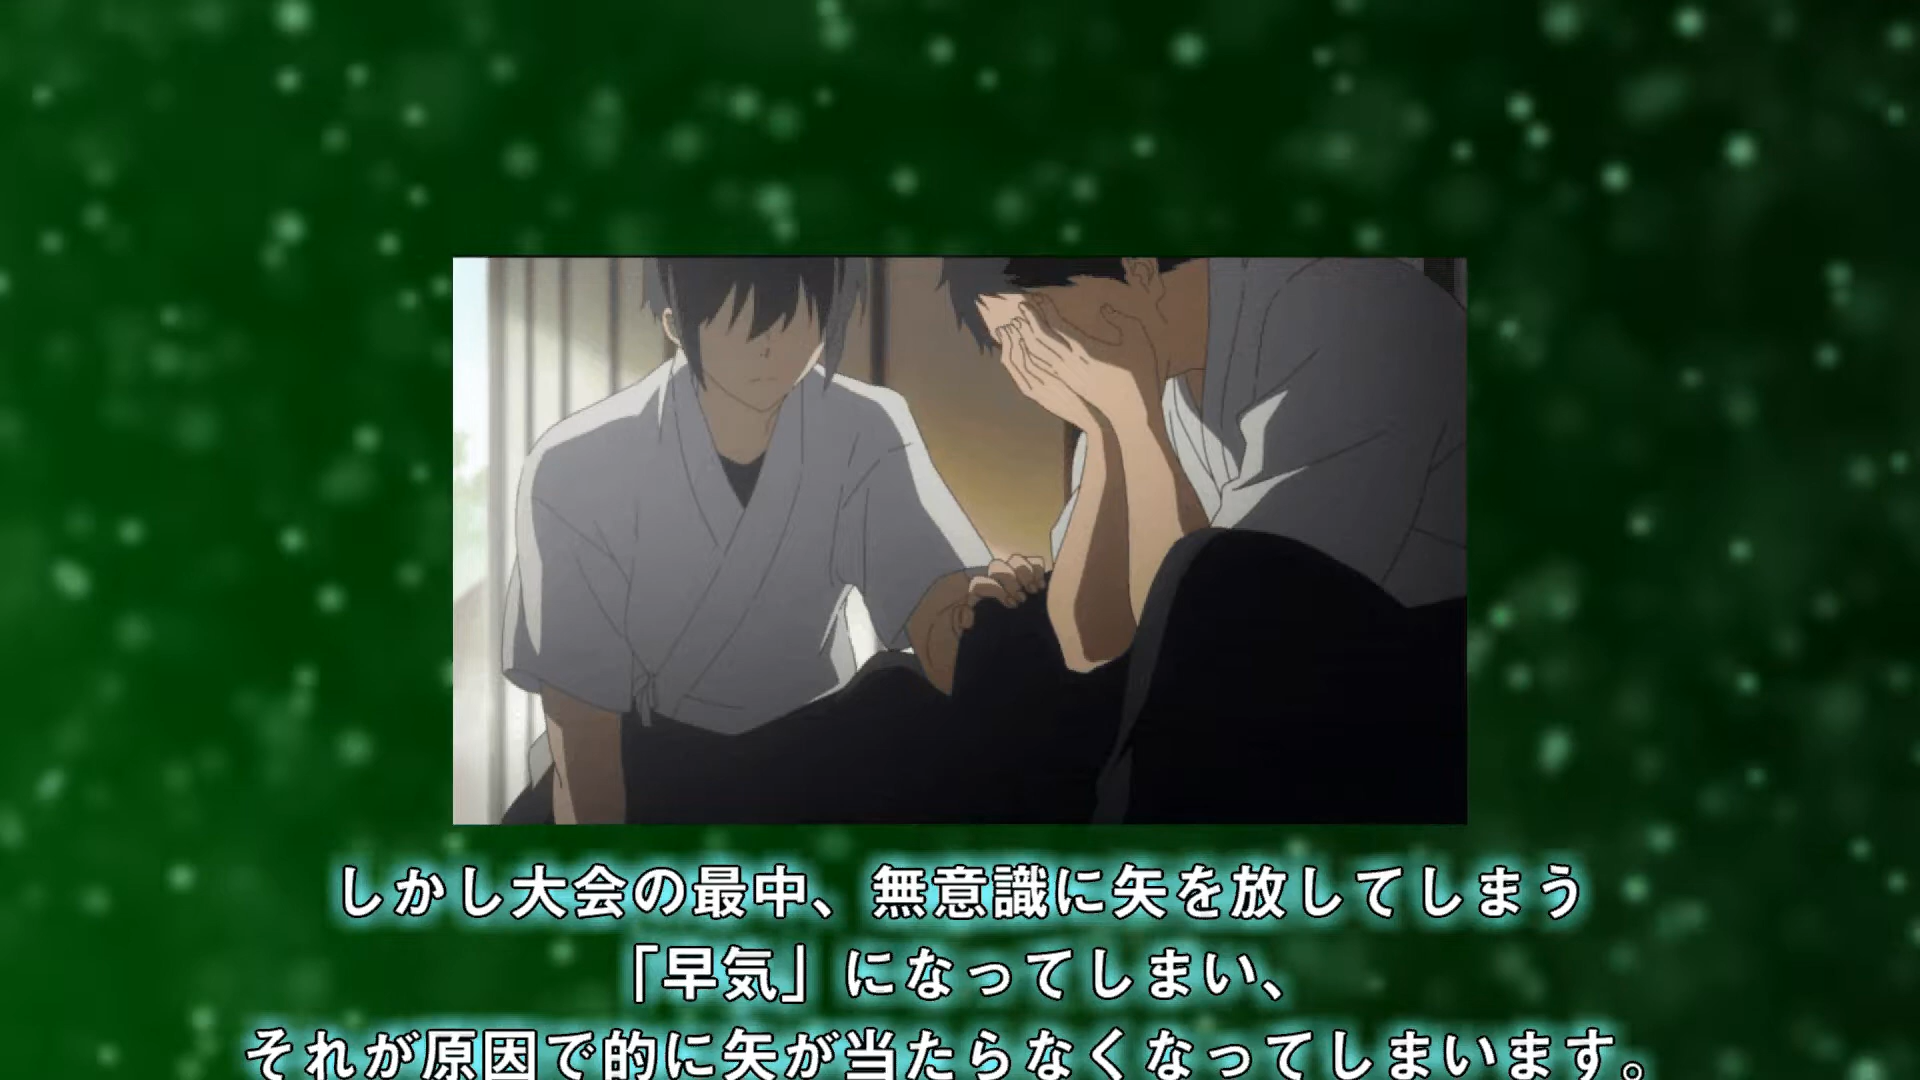 しかし大会の最中、無意識に矢を放してしまう
「早気」になってしまい、
それが原因で的に矢が当たらなくなってしまいます。